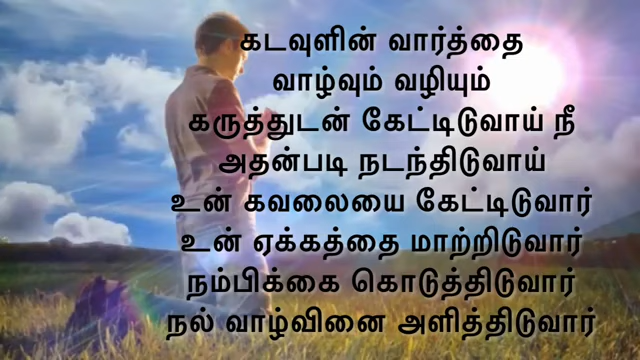 கடவுளின் வார்த்தை
வாழ்வும் வழியும்
கருத்துடன் கேட்டிடுவாய் நீ
அதன்படி நடந்திடுவாய்
உன் கவலையை கேட்டிடுவார்
உன் ஏக்கத்தை மாற்றிடுவார்
நம்பிக்கை கொடுத்திடுவார்
நல் வாழ்வினை அளித்திடுவார்